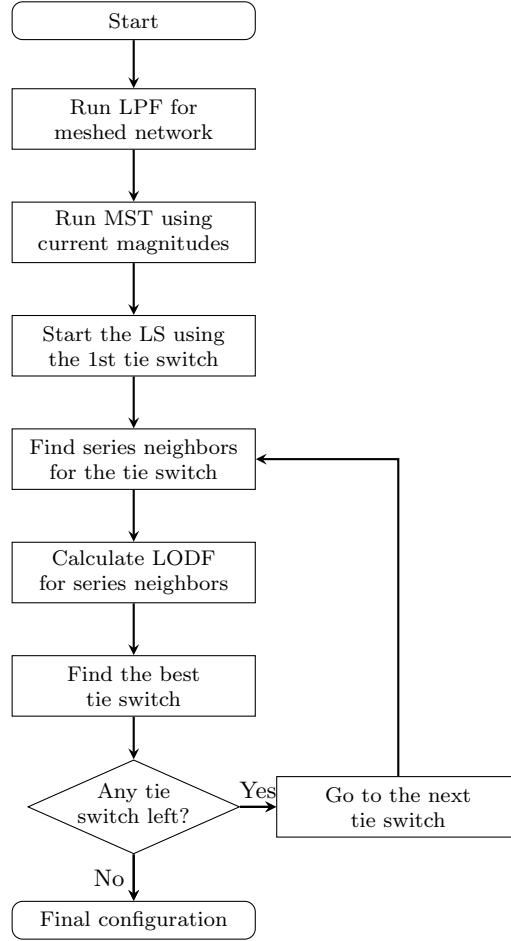 Start
Run LPF for
meshed network
Run MST using
current magnitudes
Start the LS using
the 1st tie switch
Find series neighbors
for the tie switch
Calculate LODF
for series neighbors
Find the best
tie switch
Any tie
switch left?
Yes
Go to the next
tie switch
No
Final configuration